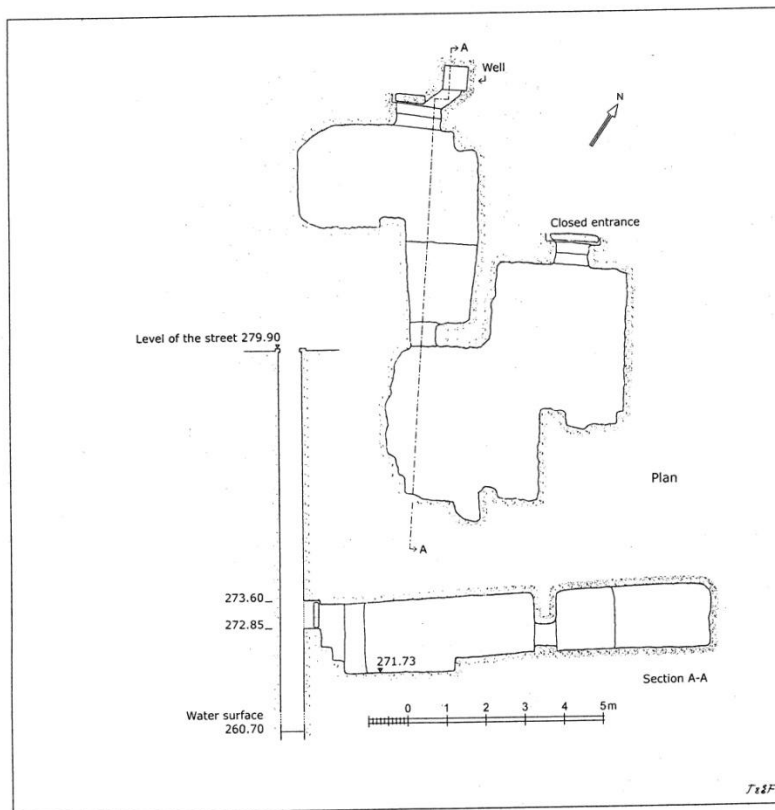 A
Well
N
Closed entrance
Level of the street 279.90
Plan
A
273.60
272.85
271.73
Section A-A
Water surface
260.70
0 1 2 3 4 5m